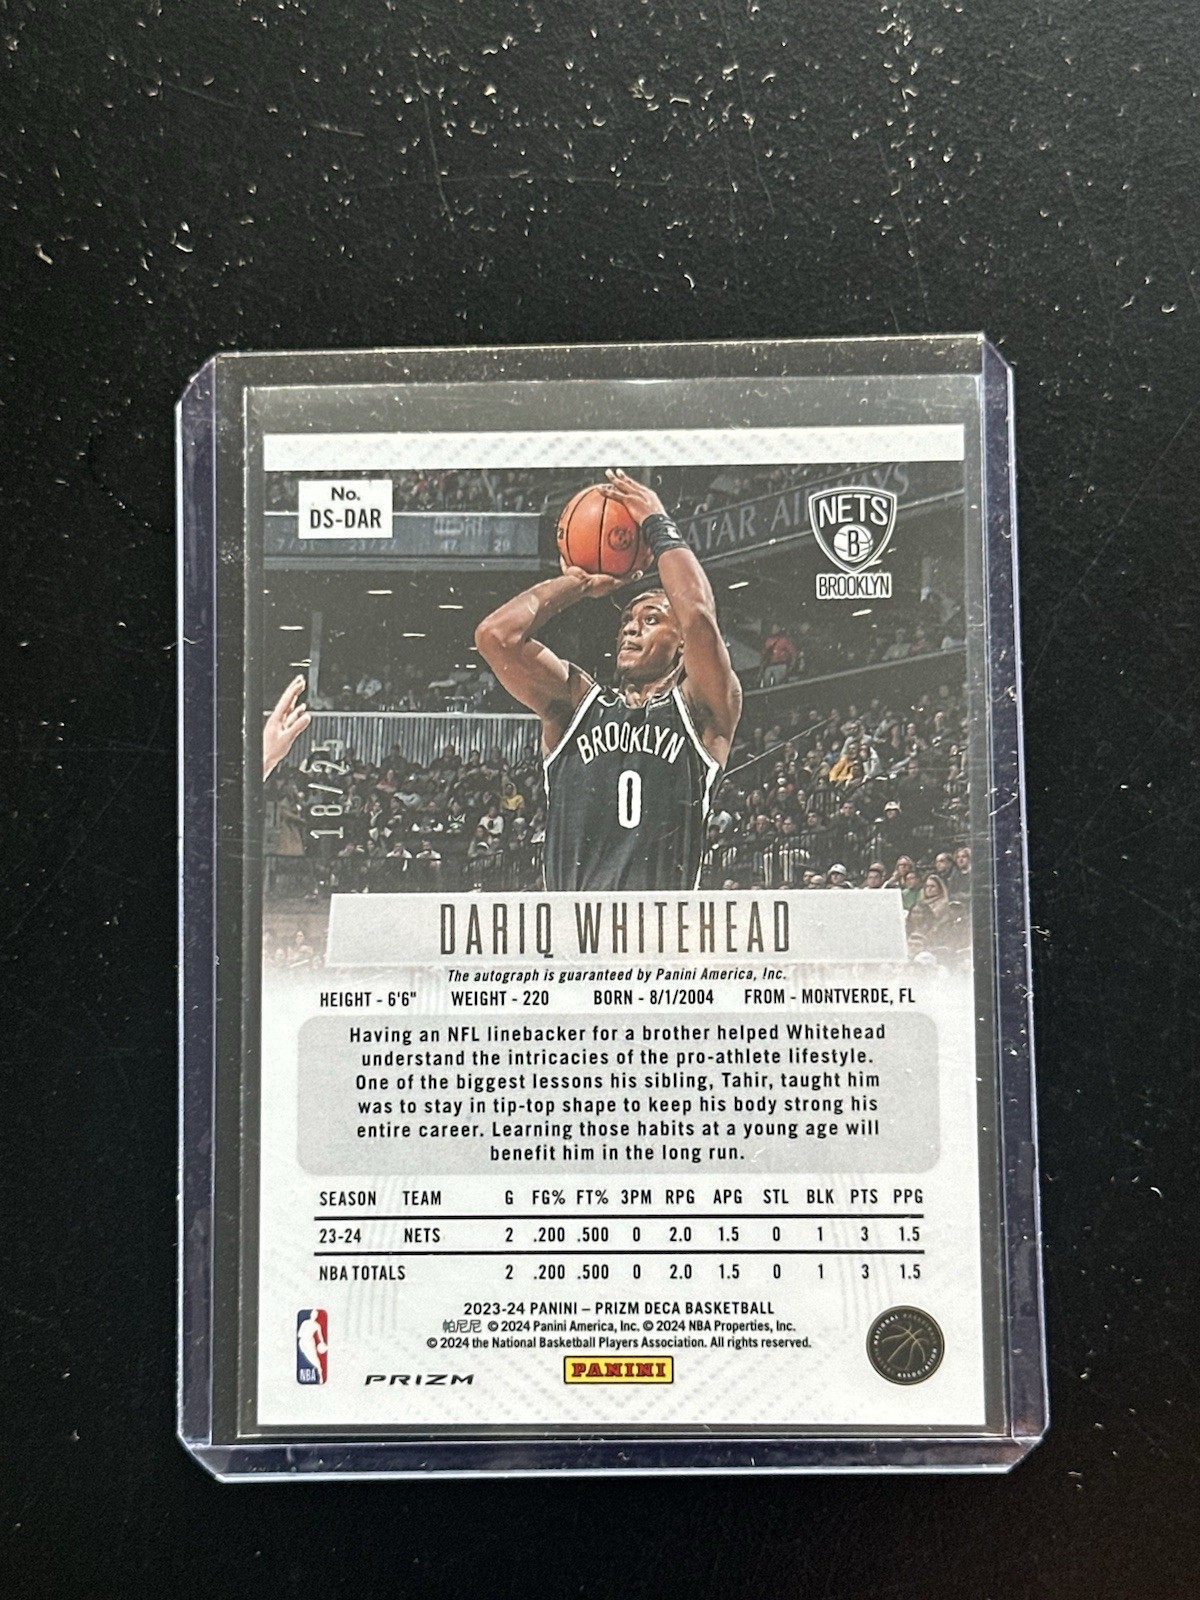 No.
DS-DAR
NETS
B
BROOKLYN
QATAR AIRWAYS
BROOKLYN
0
18/25
DARIQ WHITEHEAD
The autograph is guaranteed by Panini America, Inc.
HEIGHT - 6'6" WEIGHT - 220 BORN - 8/1/2004 FROM - MONTVERDE, FL
Having an NFL linebacker for a brother helped Whitehead
understand the intricacies of the pro-athlete lifestyle.
One of the biggest lessons his sibling, Tahir, taught him
was to stay in tip-top shape to keep his body strong his
entire career. Learning those habits at a young age will
benefit him in the long run.
SEASON TEAM G FG% FT% 3PM RPG APG STL BLK PTS PPG
23-24 NETS 2 .200 .500 0 2.0 1.5 0 1 3 1.5
NBA TOTALS 2 .200 .500 0 2.0 1.5 0 1 3 1.5
2023-24 PANINI – PRIZM DECA BASKETBALL
帕尼尼 © 2024 Panini America, Inc. © 2024 NBA Properties, Inc.
© 2024 the National Basketball Players Association. All rights reserved.
NBA
PRIZM
PANINI
NATIONAL BASKETBALL PLAYERS ASSOCIATION